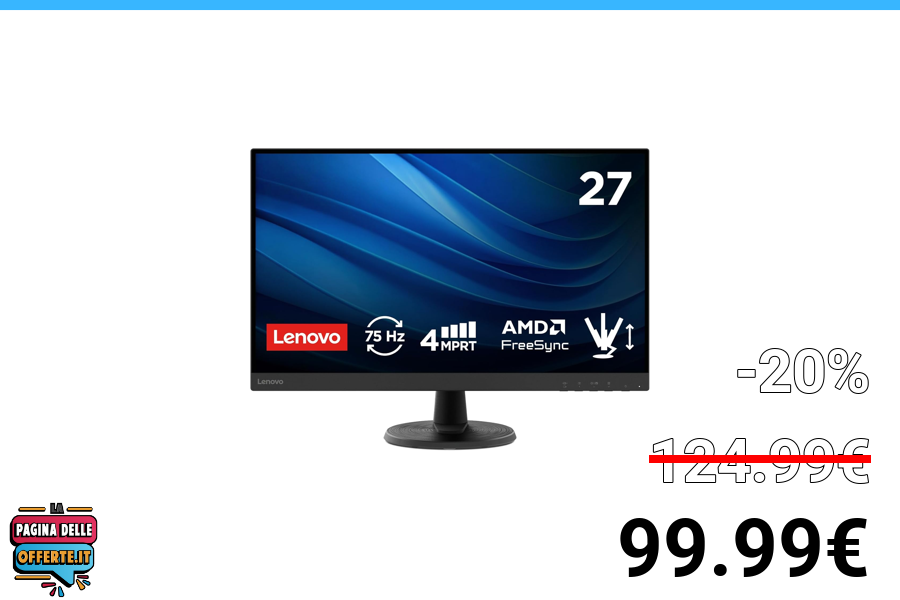 27
Lenovo
75 Hz
4 MPRT
AMD
FreeSync
Lenovo
-20%
124.99€
99.99€
LA
PAGINA DELLE
OFFERTE.IT